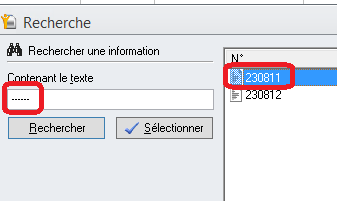 Recherche
Rechercher une information
Contenant le texte
......
Rechercher
Sélectionner
N°
230811
230812